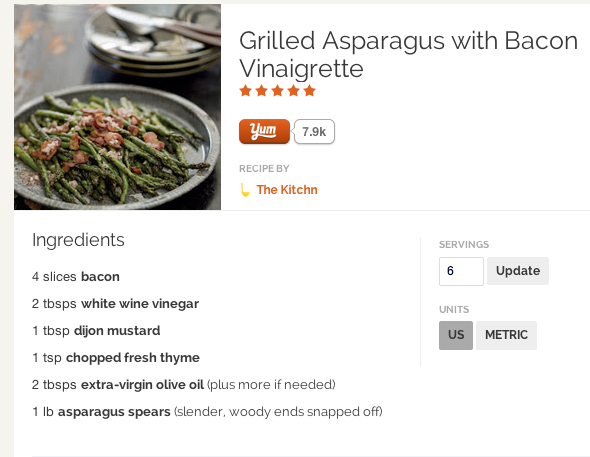 Grilled Asparagus with Bacon
Vinaigrette
Yum
7.9k
RECIPE BY
The Kitchn
Ingredients
4 slices bacon
2 tbsps white wine vinegar
1 tbsp dijon mustard
1 tsp chopped fresh thyme
2 tbsps extra-virgin olive oil (plus more if needed)
1 lb asparagus spears (slender, woody ends snapped off)
SERVINGS
6 Update
UNITS
US METRIC